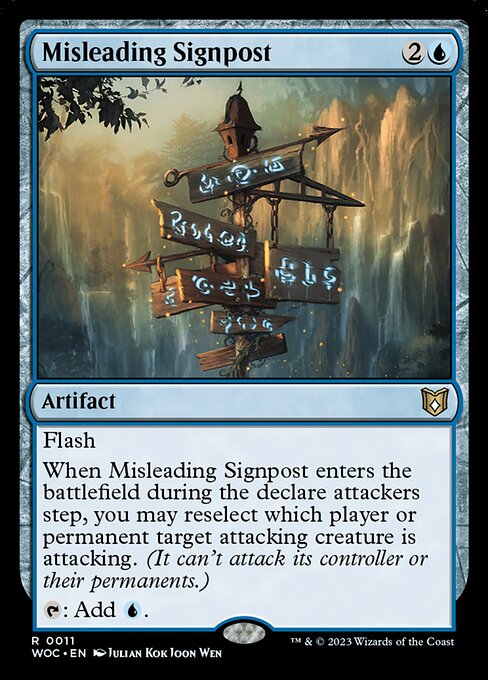 Misleading Signpost 2
Artifact
Flash
When Misleading Signpost enters the
battlefield during the declare attackers
step, you may reselect which player or
permanent target attacking creature is
attacking. (It can't attack its controller or
their permanents.)
: Add .
R 0011 ™ & © 2023 Wizards of the Coast
WOC • EN Julian Kok Joon Wen